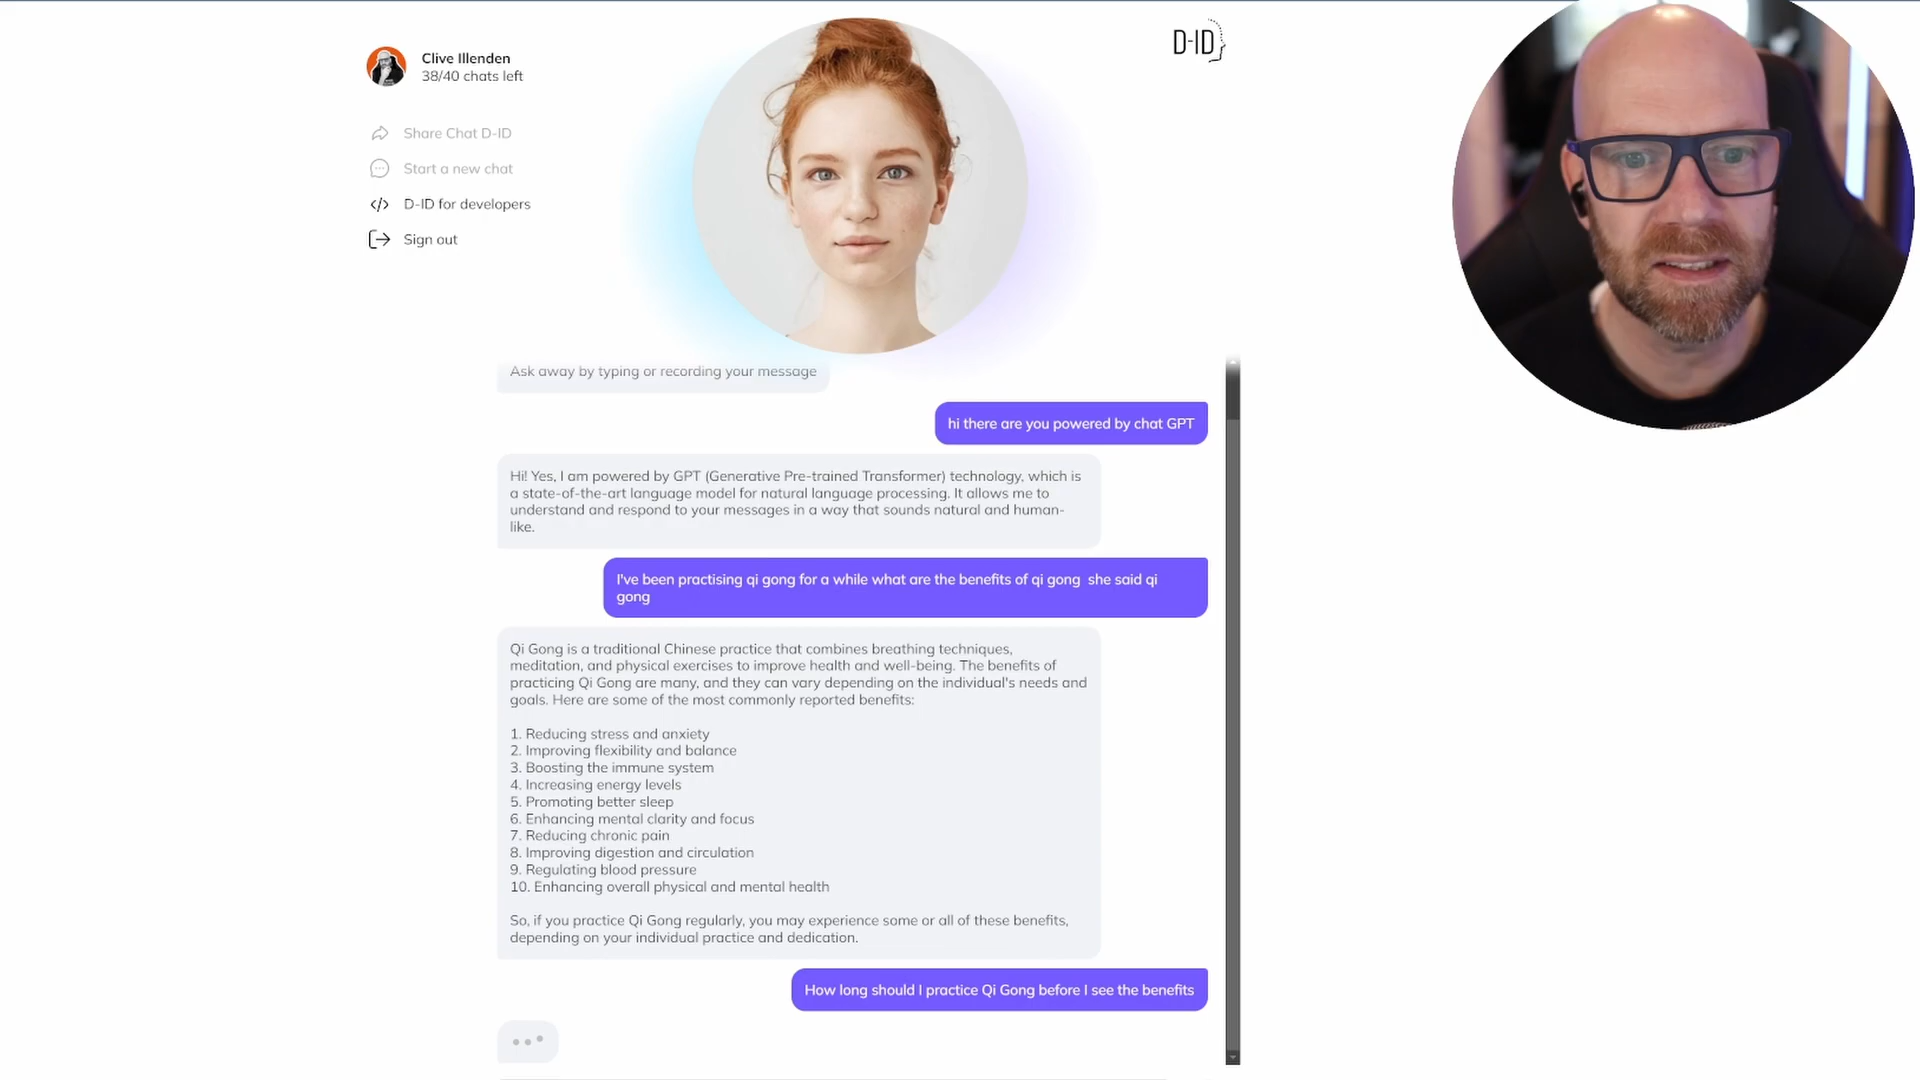 Clive Illenden
38/40 chats left
D-ID
Share Chat D-ID
Start a new chat
</> D-ID for developers
Sign out
Ask away by typing or recording your message
hi there are you powered by chat GPT
Hi! Yes, I am powered by GPT (Generative Pre-trained Transformer) technology, which is
a state-of-the-art language model for natural language processing. It allows me to
understand and respond to your messages in a way that sounds natural and human-
like.
I've been practising qi gong for a while what are the benefits of qi gong  she said qi
gong
Qi Gong is a traditional Chinese practice that combines breathing techniques,
meditation, and physical exercises to improve health and well-being. The benefits of
practicing Qi Gong are many, and they can vary depending on the individual's needs and
goals. Here are some of the most commonly reported benefits:
1. Reducing stress and anxiety
2. Improving flexibility and balance
3. Boosting the immune system
4. Increasing energy levels
5. Promoting better sleep
6. Enhancing mental clarity and focus
7. Reducing chronic pain
8. Improving digestion and circulation
9. Regulating blood pressure
10. Enhancing overall physical and mental health
So, if you practice Qi Gong regularly, you may experience some or all of these benefits,
depending on your individual practice and dedication.
How long should I practice Qi Gong before I see the benefits